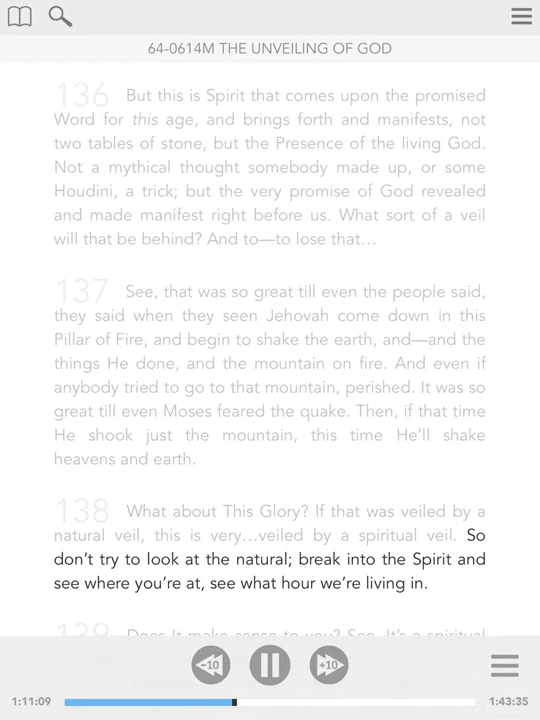 64-0614M THE UNVEILING OF GOD
136 But this is Spirit that comes upon the promised
Word for this age, and brings forth and manifests, not
two tables of stone, but the Presence of the living God.
Not a mythical thought somebody made up, or some
Houdini, a trick; but the very promise of God revealed
and made manifest right before us. What sort of a veil
will that be behind? And to—to lose that…
137 See, that was so great till even the people said,
they said when they seen Jehovah come down in this
Pillar of Fire, and begin to shake the earth, and—and the
things He done, and the mountain on fire. And even if
anybody tried to go to that mountain, perished. It was so
great till even Moses feared the quake. Then, if that time
He shook just the mountain, this time He’ll shake
heavens and earth.
138 What about This Glory? If that was veiled by a
natural veil, this is very…veiled by a spiritual veil. So
don’t try to look at the natural; break into the Spirit and
see where you’re at, see what hour we’re living in.
139 Does It make sense to you? See, It’s a spiritual
-10 +10
1:11:09 1:43:35